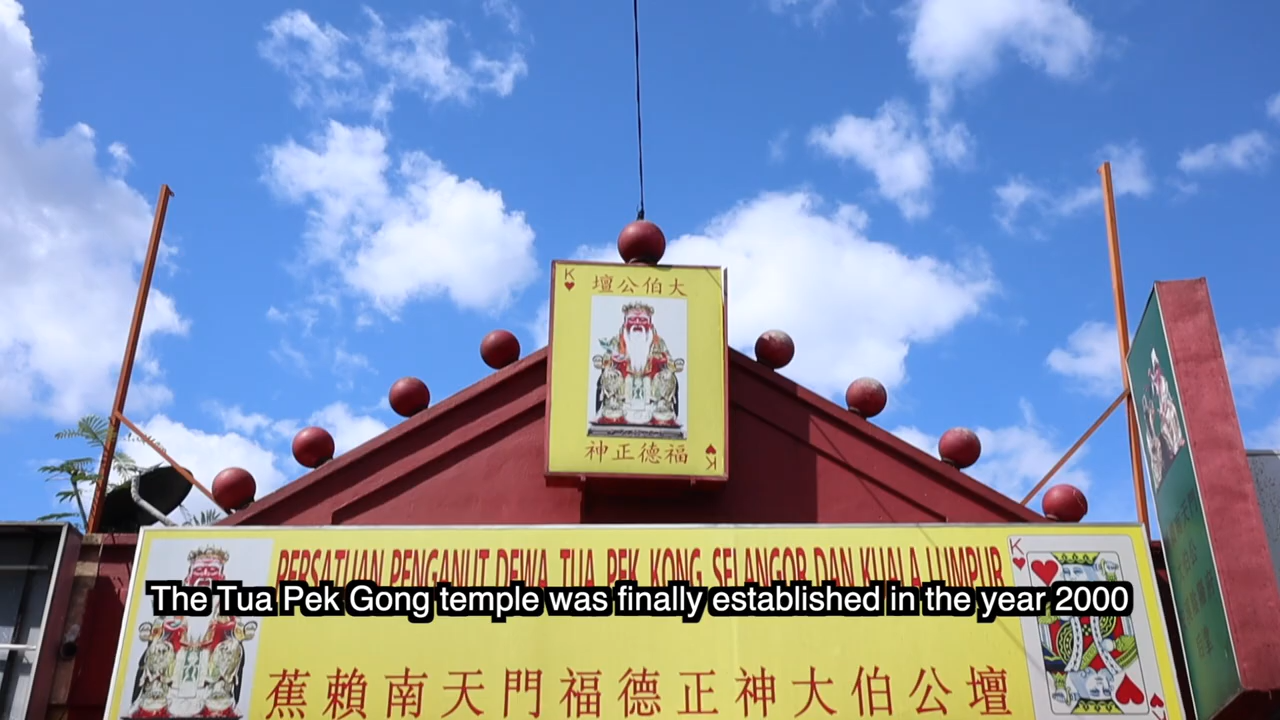 K
大伯公壇
福德正神
K
PERSATUAN PENGANUT DEWA TUA PEK KONG SELANGOR DAN KUALA LUMPUR
K
The Tua Pek Gong temple was finally established in the year 2000
蕉賴南天門福德正神大伯公壇